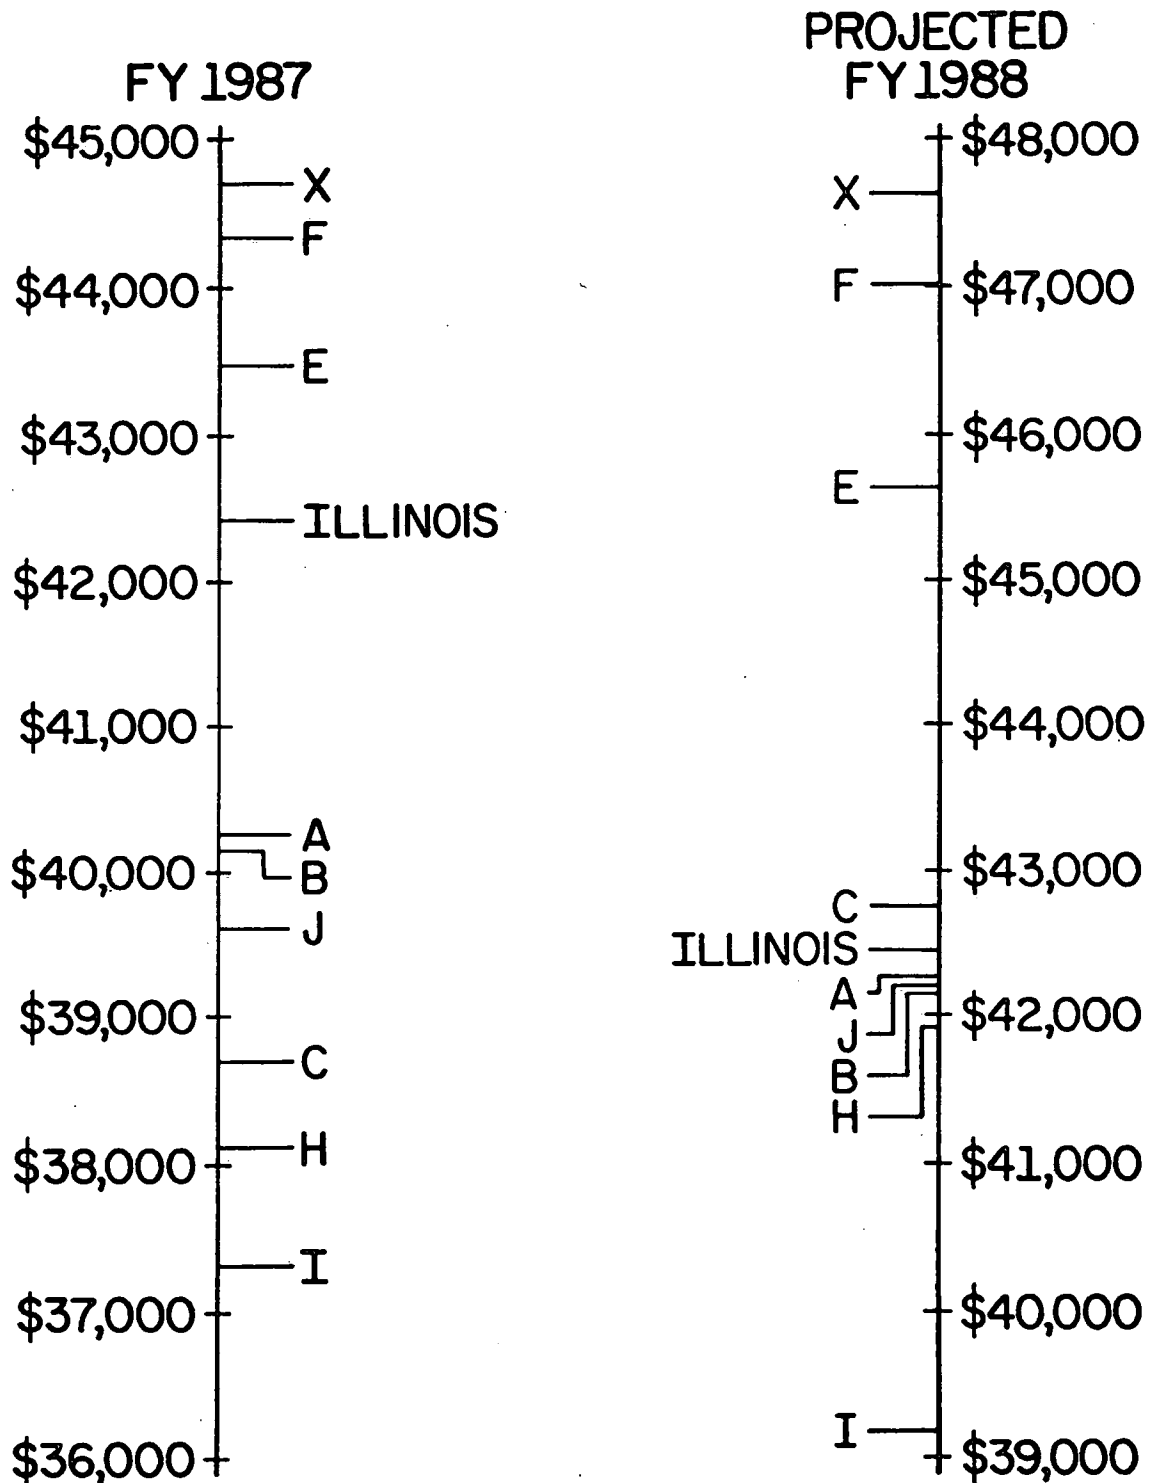 FY 1987
$45,000
X
F
$44,000
E
$43,000
ILLINOIS
$42,000
$41,000
A
$40,000
B
J
$39,000
C
H
$38,000
I
$37,000
$36,000
PROJECTED
FY 1988
$48,000
X
F
$47,000
$46,000
E
$45,000
$44,000
$43,000
C
ILLINOIS
A
$42,000
J
B
H
$41,000
$40,000
I
$39,000